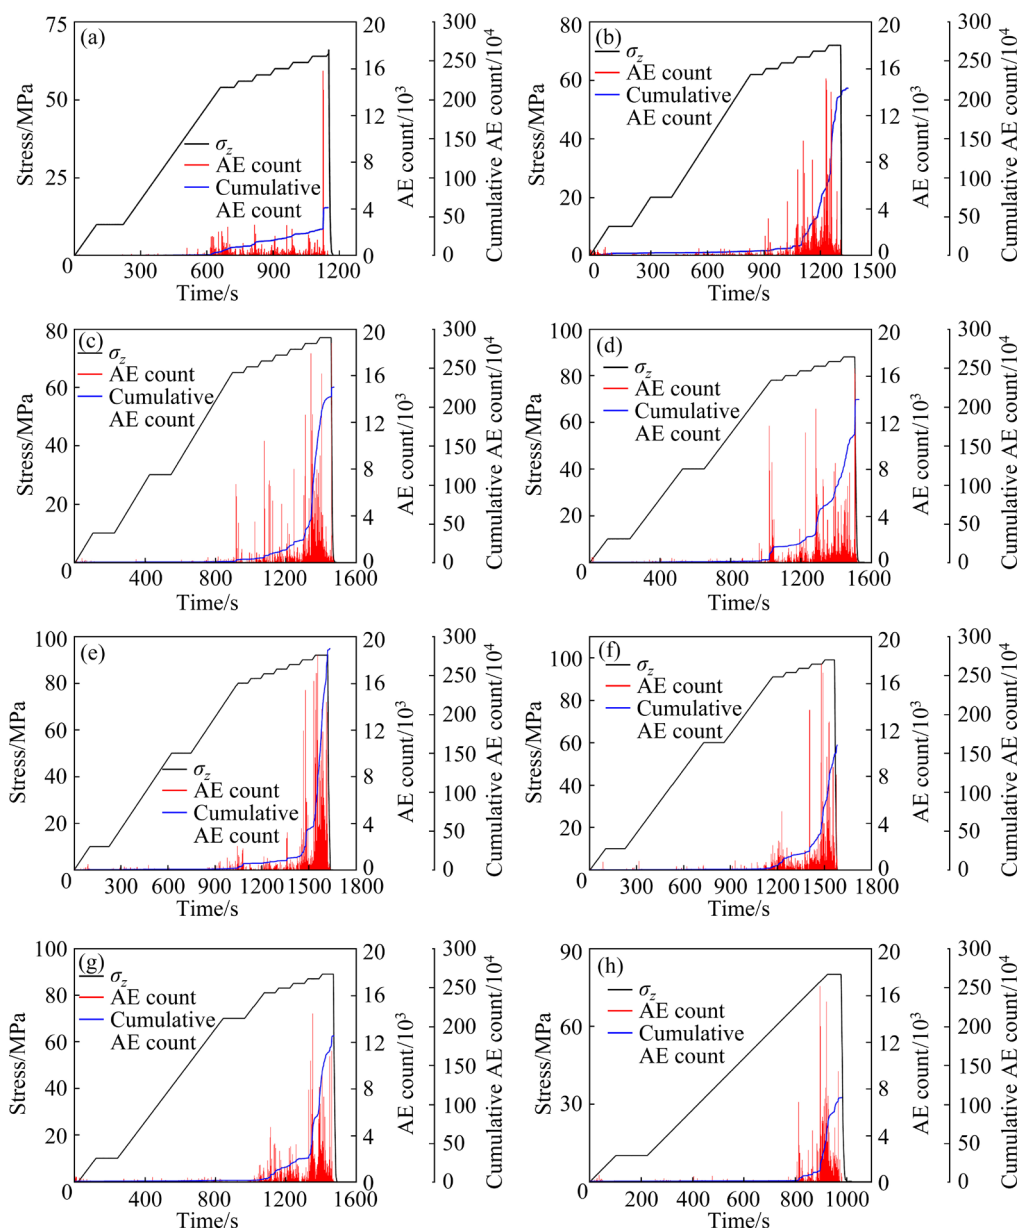 (a)
75
50
25
0
Stress/MPa
σz
AE count
Cumulative
AE count
0 300 600 900 1200
Time/s
20
16
12
8
4
0
AE count/10³
300
250
200
150
100
50
0
Cumulative AE count/10⁴
(b)
80
60
40
20
0
Stress/MPa
σz
AE count
Cumulative
AE count
0 300 600 900 1200 1500
Time/s
20
16
12
8
4
0
AE count/10³
300
250
200
150
100
50
0
Cumulative AE count/10⁴
(c)
80
60
40
20
0
Stress/MPa
σz
AE count
Cumulative
AE count
0 400 800 1200 1600
Time/s
20
16
12
8
4
0
AE count/10³
300
250
200
150
100
50
0
Cumulative AE count/10⁴
(d)
100
80
60
40
20
0
Stress/MPa
σz
AE count
Cumulative
AE count
0 400 800 1200 1600
Time/s
20
16
12
8
4
0
AE count/10³
300
250
200
150
100
50
0
Cumulative AE count/10⁴
(e)
100
80
60
40
20
0
Stress/MPa
σz
AE count
Cumulative
AE count
0 300 600 900 1200 1500 1800
Time/s
20
16
12
8
4
0
AE count/10³
300
250
200
150
100
50
0
Cumulative AE count/10⁴
(f)
100
80
60
40
20
0
Stress/MPa
σz
AE count
Cumulative
AE count
0 300 600 900 1200 1500 1800
Time/s
20
16
12
8
4
0
AE count/10³
300
250
200
150
100
50
0
Cumulative AE count/10⁴
(g)
100
80
60
40
20
0
Stress/MPa
σz
AE count
Cumulative
AE count
0 400 800 1200 1600
Time/s
20
16
12
8
4
0
AE count/10³
300
250
200
150
100
50
0
Cumulative AE count/10⁴
(h)
90
60
30
0
Stress/MPa
σz
AE count
Cumulative
AE count
0 200 400 600 800 1000
Time/s
20
16
12
8
4
0
AE count/10³
300
250
200
150
100
50
0
Cumulative AE count/10⁴